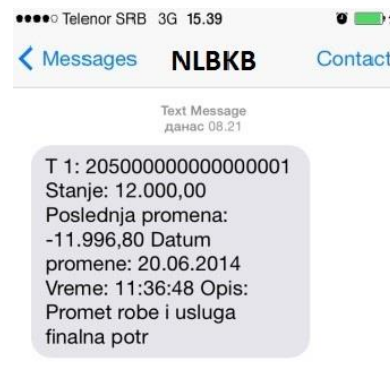 Telenor SRB 3G 15.39
Messages NLBKB Contact
Text Message
данас 08.21
T 1: 205000000000000001
Stanje: 12.000,00
Poslednja promena:
-11.996,80 Datum
promene: 20.06.2014
Vreme: 11:36:48 Opis:
Promet robe i usluga
finalna potr